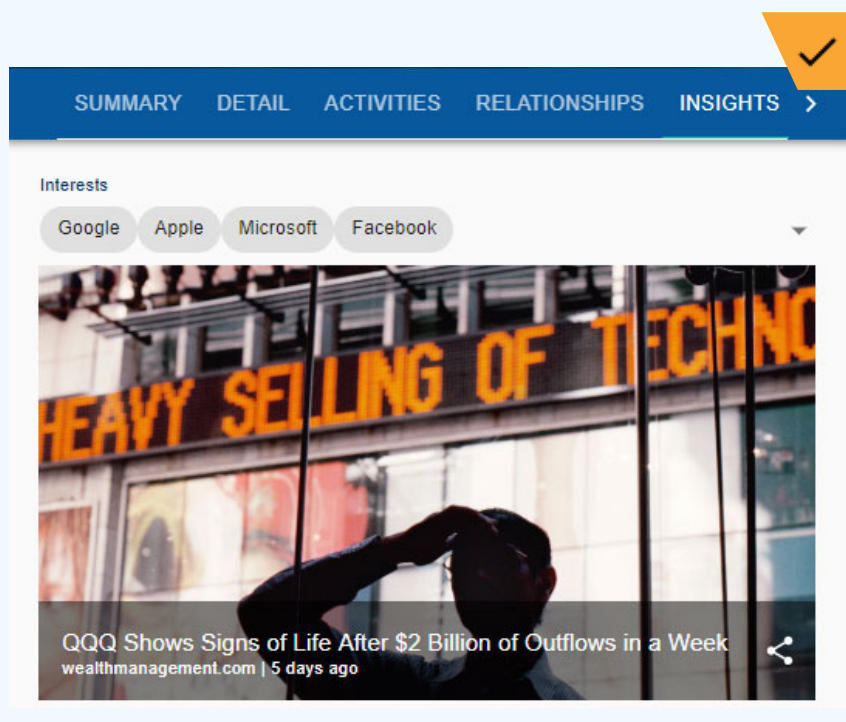 SUMMARY DETAIL ACTIVITIES RELATIONSHIPS INSIGHTS
Interests
Google Apple Microsoft Facebook
HEAVY SELLING OF TECHNO
QQQ Shows Signs of Life After $2 Billion of Outflows in a Week
wealthmanagement.com | 5 days ago